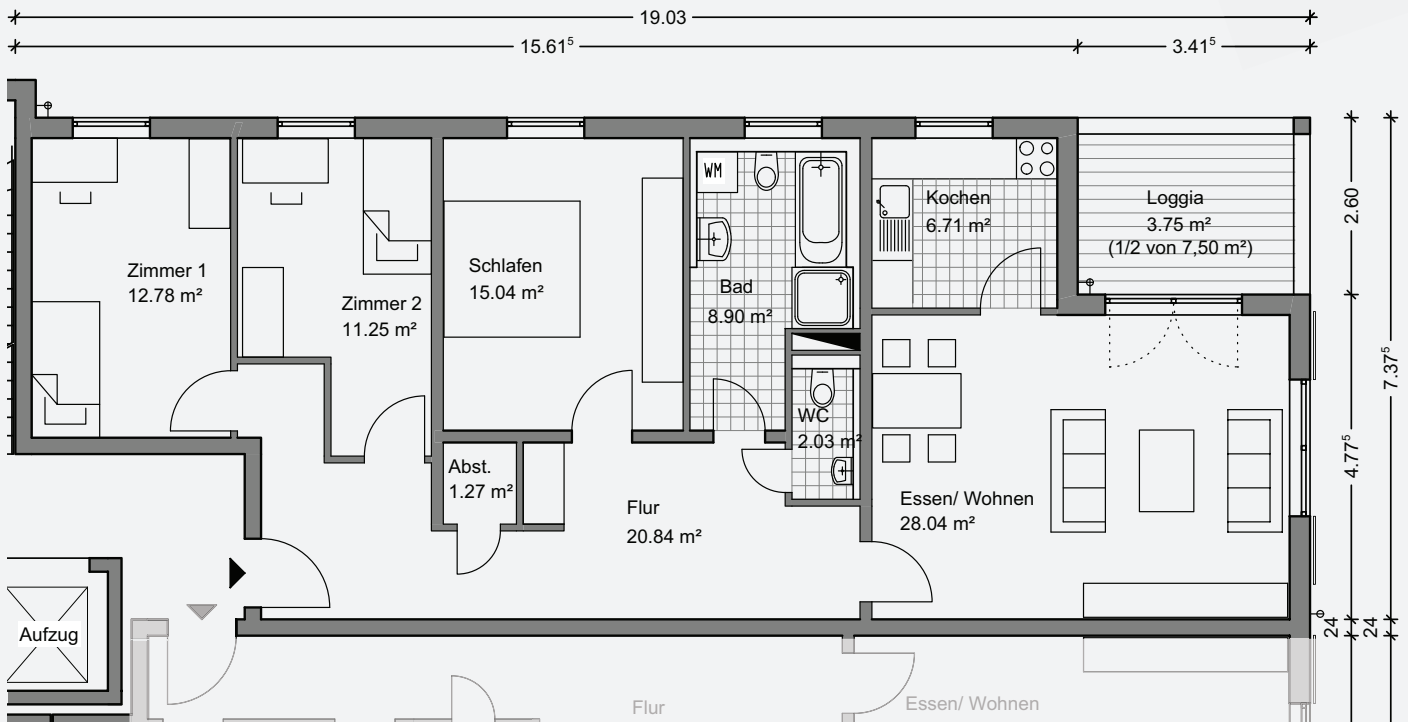 19.03
15.61⁵
3.41⁵
WM
Kochen
6.71 m²
Loggia
3.75 m²
(1/2 von 7,50 m²)
2.60
7.37⁵
Zimmer 1
12.78 m²
Zimmer 2
11.25 m²
Schlafen
15.04 m²
Bad
8.90 m²
WC
2.03 m²
4.77⁵
Abst.
1.27 m²
Flur
20.84 m²
Essen/ Wohnen
28.04 m²
Aufzug
24
24
Flur
Essen/ Wohnen